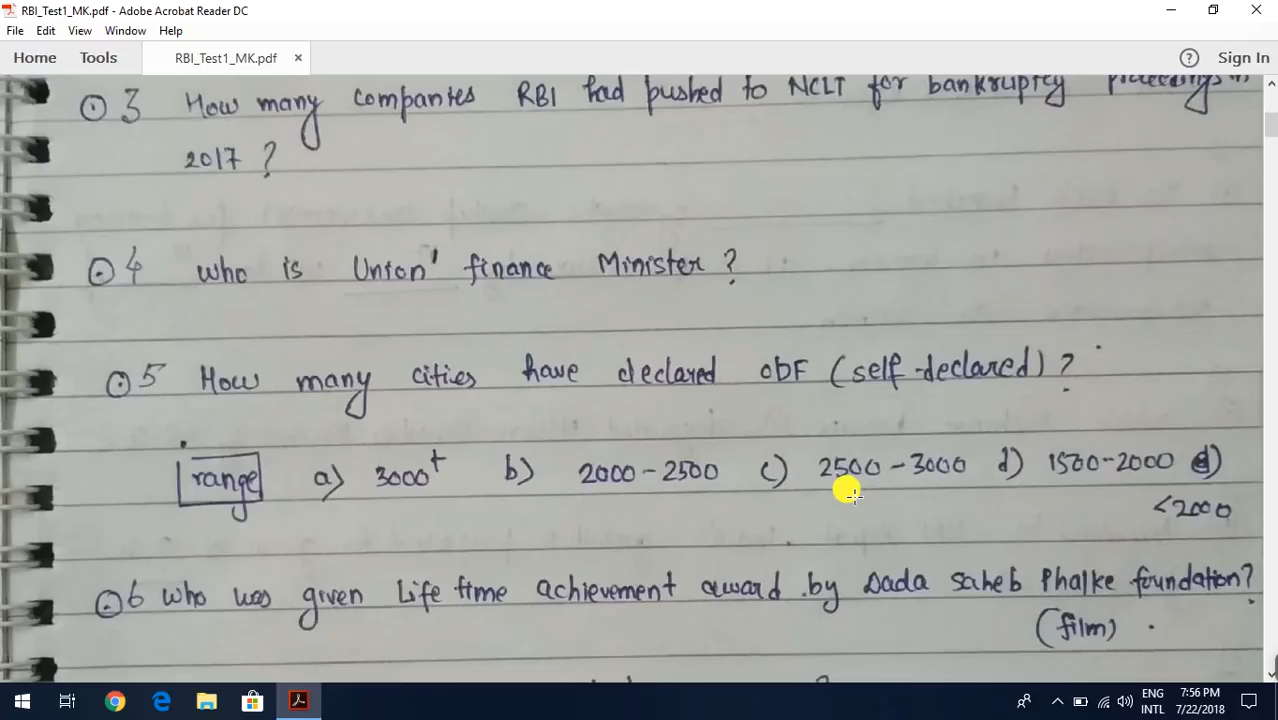 RBI_Test1_MK.pdf - Adobe Acrobat Reader DC
File Edit View Window Help
Home Tools RBI_Test1_MK.pdf × Sign In
Q.3 How many companies RBI had pushed to NCLT for bankruptcy proceedings in
2017 ?
Q.4 who is Union' finance Minister ?
Q.5 How many cities have declared ODF (self-declared) ?
range a) 3000+ b) 2000-2500 c) 2500-3000 d) 1500-2000 d)
<2000
Q.6 who was given Life time achievement award by Dada Saheb Phalke foundation?
(film)
ENG
INTL
7:56 PM
7/22/2018